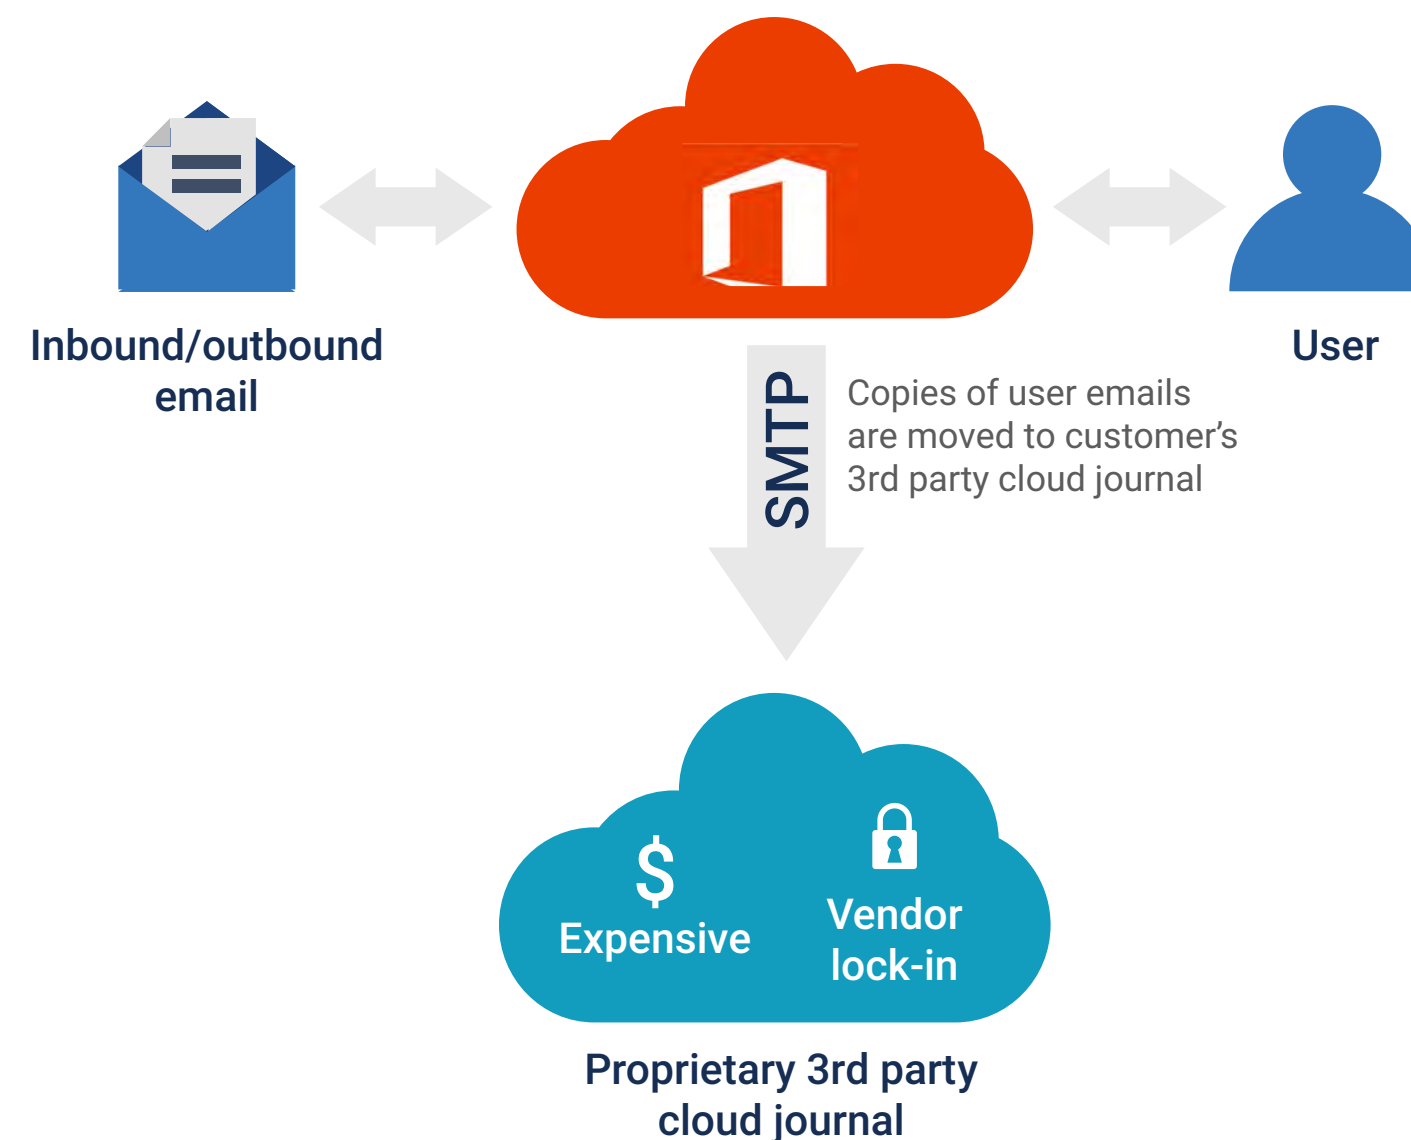 Inbound/outbound
email
User
SMTP
Copies of user emails
are moved to customer’s
3rd party cloud journal
$
Expensive
Vendor
lock-in
Proprietary 3rd party
cloud journal